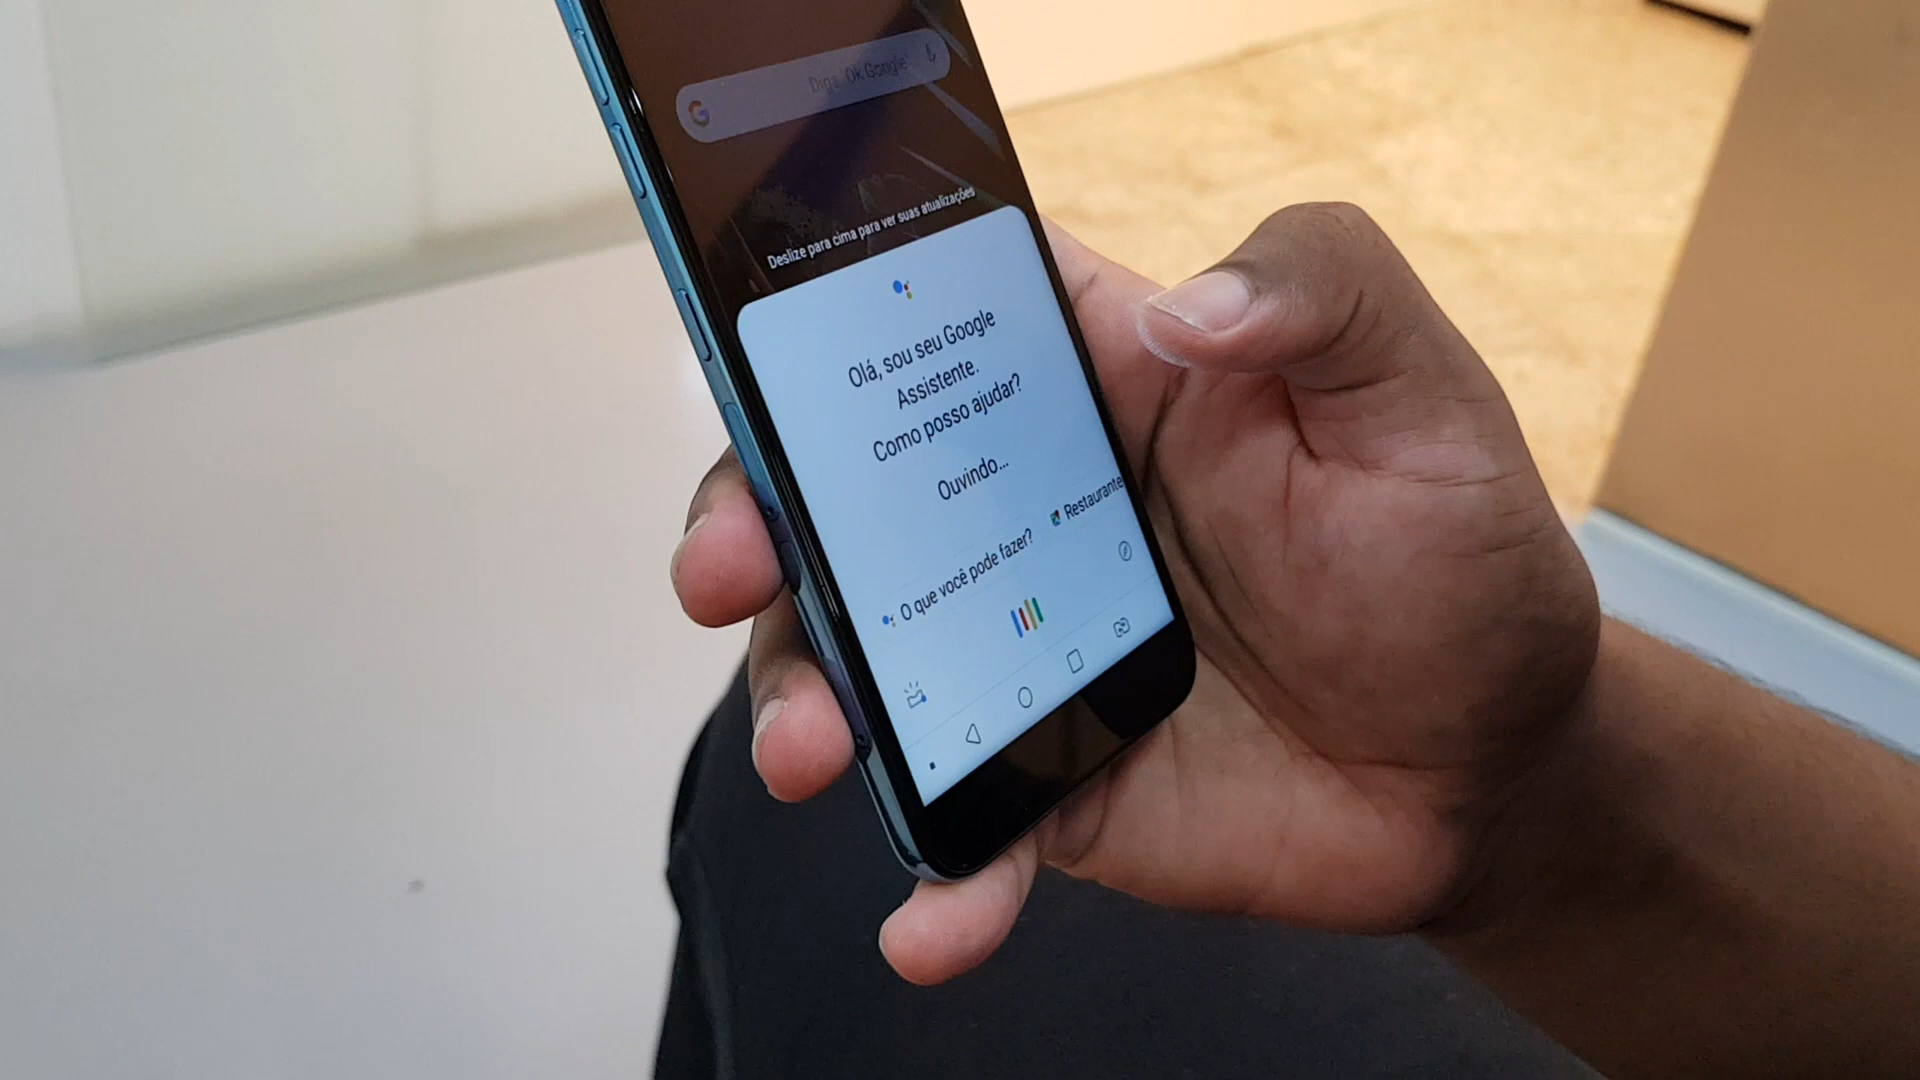 Diga "Ok Google"
Deslize para cima para ver suas atualizações
Olá, sou seu Google
Assistente.
Como posso ajudar?
Ouvindo...
O que você pode fazer?
Restaurante